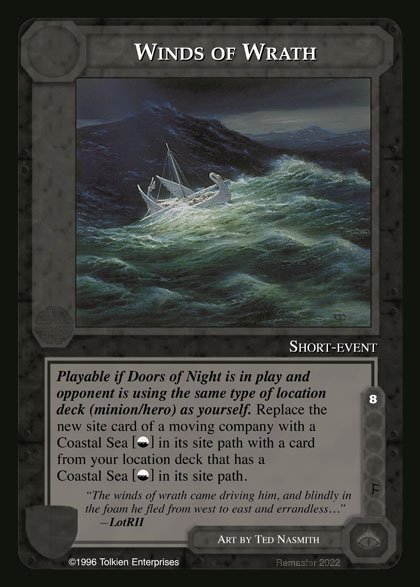 WINDS OF WRATH
SHORT-EVENT
Playable if Doors of Night is in play and
opponent is using the same type of location
deck (minion/hero) as yourself. Replace the
new site card of a moving company with a
Coastal Sea [] in its site path with a card
from your location deck that has a
Coastal Sea [] in its site path.
8
“The winds of wrath came driving him, and blindly in
the foam he fled from west to east and errandless…”
—LotRII
ART BY TED NASMITH
©1996 Tolkien Enterprises
Remaster 2022